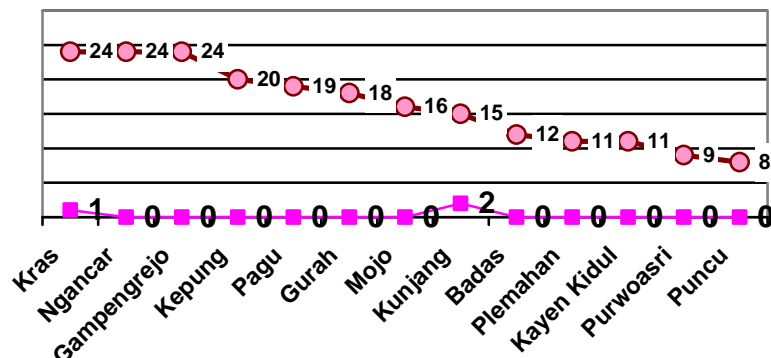 24 24 24 20 19 18 16 15 12 11 11 9 8
1 0 0 0 0 0 0 2 0 0 0 0 0
Kras
Ngancar
Gampengrejo
Kepung
Pagu
Gurah
Mojo
Kunjang
Badas
Plemahan
Kayen Kidul
Purwoasri
Puncu